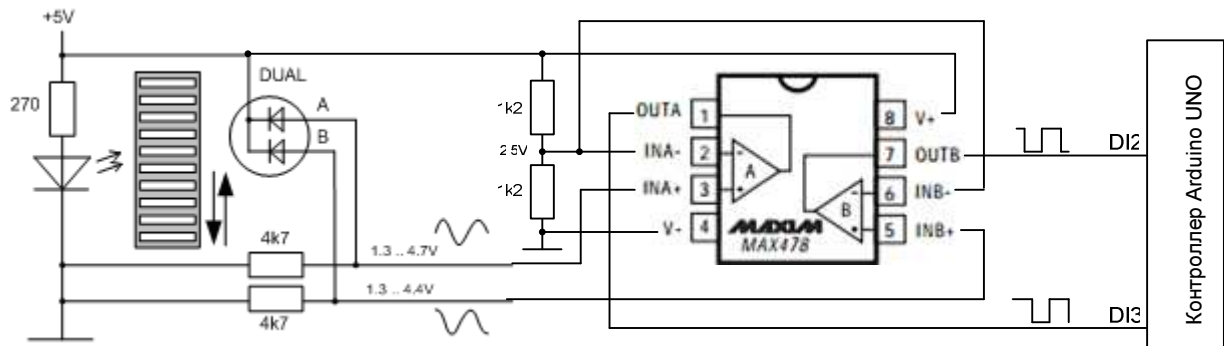 +5V
270
DUAL
A
B
1k2
2.5V
1k2
4k7
1.3 .. 4.7V
1.3 .. 4.4V
4k7
OUTA
1
INA-
2
INA+
3
V-
4
A
MAXIM
MAX478
B
8
V+
7
OUTB
6
INB-
5
INB+
DI2
DI3
Контроллер Arduino UNO